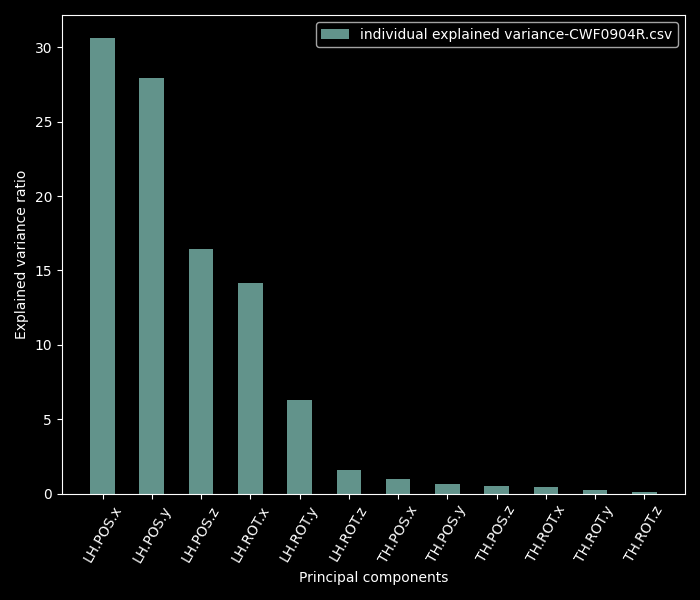 individual explained variance-CWF0904R.csv
Explained variance ratio
30
25
20
15
10
5
0
LH.POS.x
LH.POS.y
LH.POS.z
LH.ROT.x
LH.ROT.y
LH.ROT.z
TH.POS.x
TH.POS.y
TH.POS.z
TH.ROT.x
TH.ROT.y
TH.ROT.z
Principal components